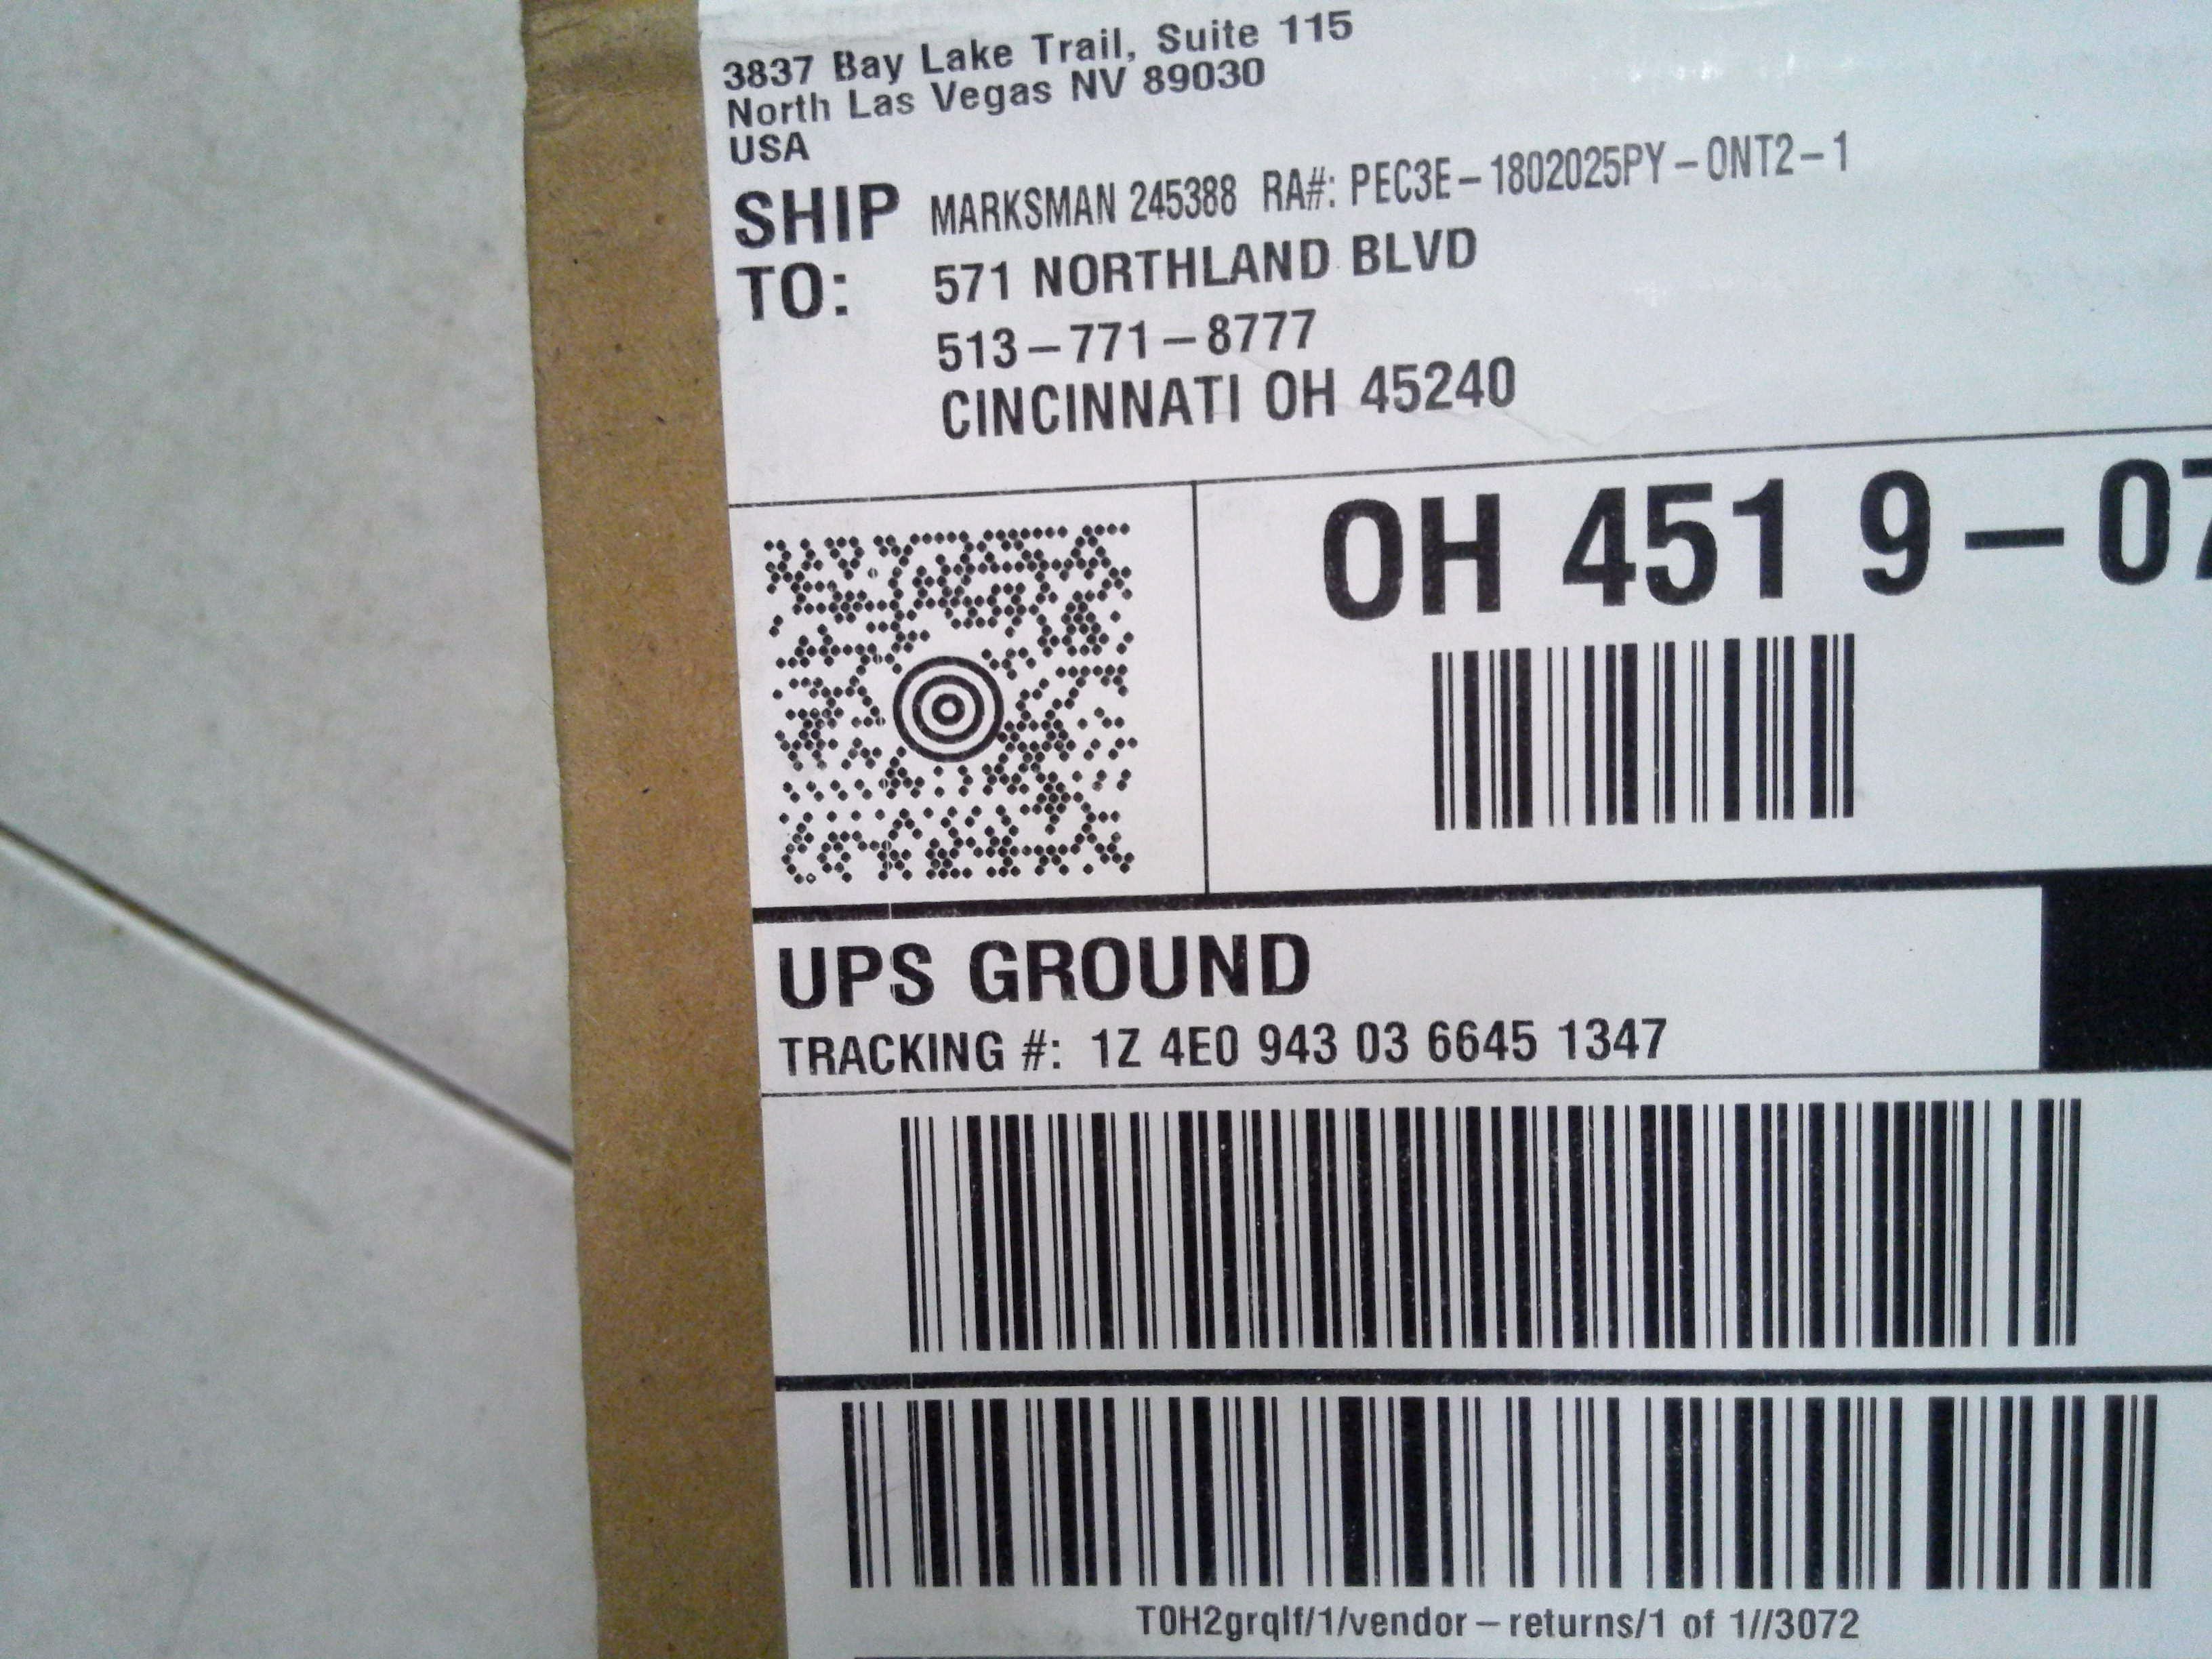 3837 Bay Lake Trail, Suite 115
North Las Vegas NV 89030
USA
SHIP TO: MARKSMAN 245388 RA#: PEC3E-1802025PY-ONT2-1
571 NORTHLAND BLVD
513-771-8777
CINCINNATI OH 45240
OH 451 9-07
UPS GROUND
TRACKING #: 1Z 4E0 943 03 6645 1347
T0H2grqlf/1/vendor-returns/1 of 1//3072